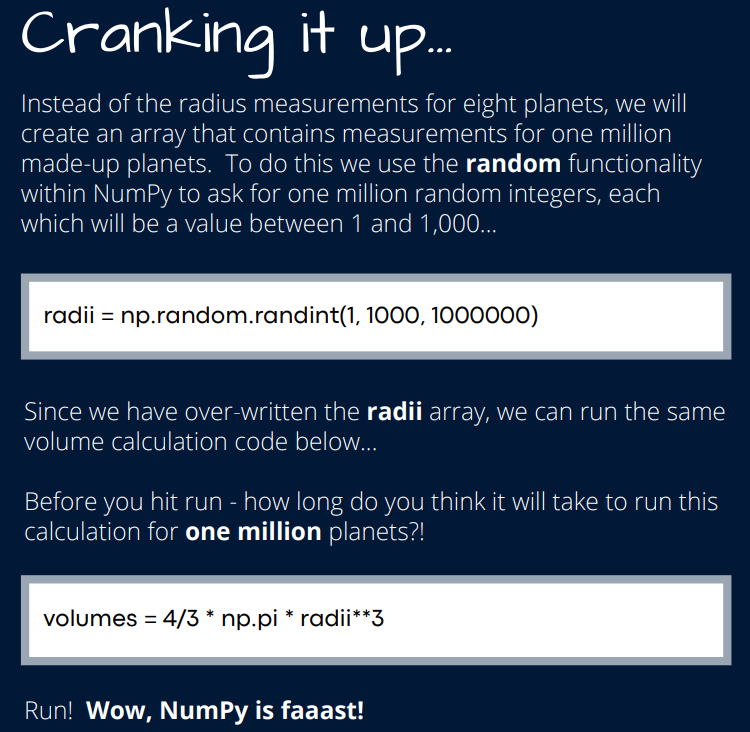 Cranking it up...
Instead of the radius measurements for eight planets, we will
create an array that contains measurements for one million
made-up planets.  To do this we use the random functionality
within NumPy to ask for one million random integers, each
which will be a value between 1 and 1,000...
radii = np.random.randint(1, 1000, 1000000)
Since we have over-written the radii array, we can run the same
volume calculation code below...
Before you hit run - how long do you think it will take to run this
calculation for one million planets?!
volumes = 4/3 * np.pi * radii**3
Run!  Wow, NumPy is faaast!